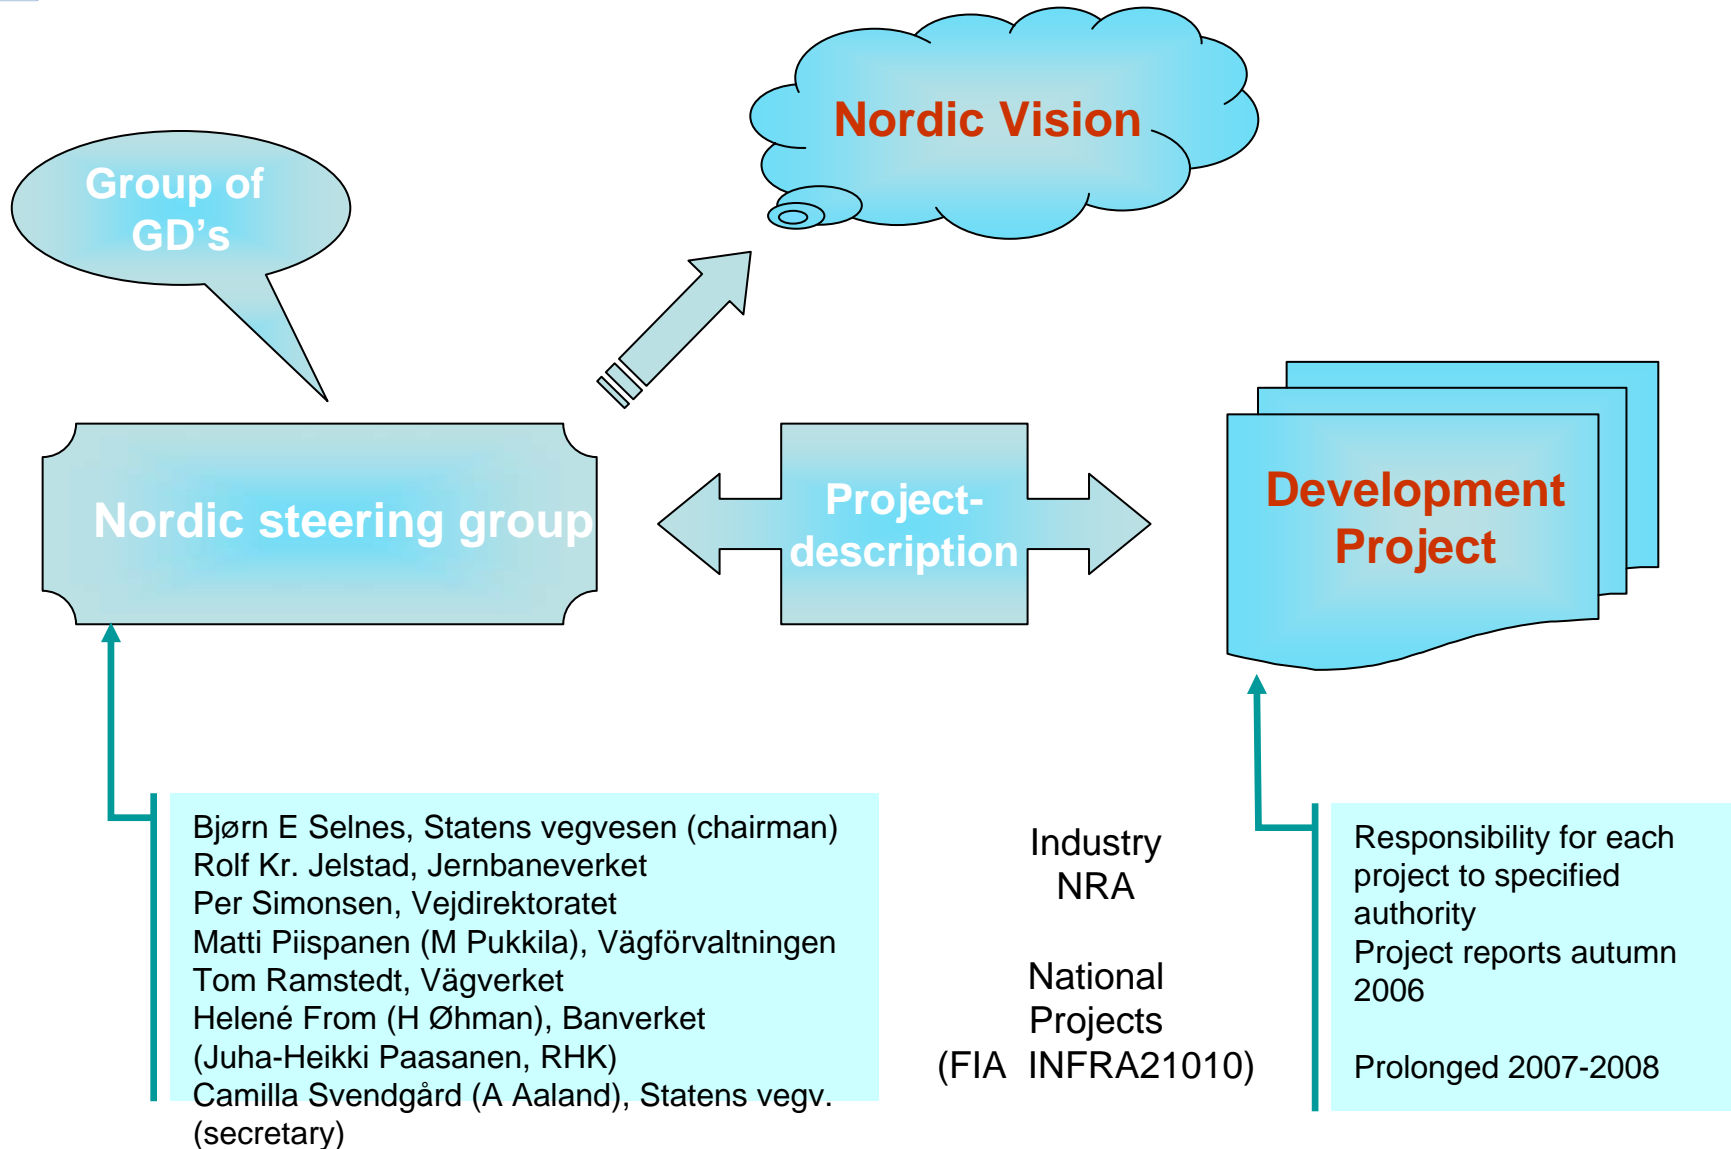 Nordic Vision
Group of
GD’s
Nordic steering group
Project-
description
Development
Project
Bjørn E Selnes, Statens vegvesen (chairman)
Rolf Kr. Jelstad, Jernbaneverket
Per Simonsen, Vejdirektoratet
Matti Piispanen (M Pukkila), Vägförvaltningen
Tom Ramstedt, Vägverket
Helené From (H Øhman), Banverket
(Juha-Heikki Paasanen, RHK)
Camilla Svendgård (A Aaland), Statens vegv.
(secretary)
Industry
NRA
National
Projects
(FIA  INFRA21010)
Responsibility for each
project to specified
authority
Project reports autumn
2006
Prolonged 2007-2008